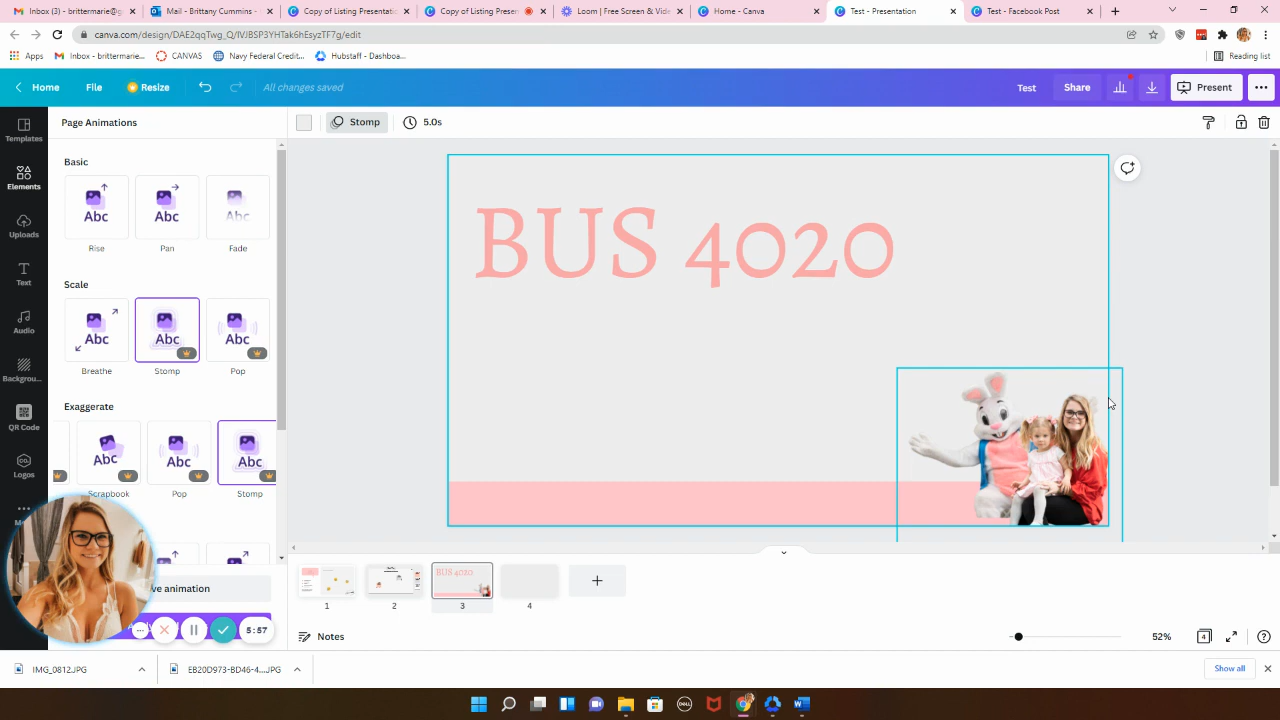 Inbox (3) - brittermarie@g
Mail - Brittany Cummins -
Copy of Listing Presentatio
Copy of Listing Presen
Loom | Free Screen & Vide
Home - Canva
Test - Presentation
Test - Facebook Post
canva.com/design/DAE2qqTwg_Q/IVJBSP3YHTak6hEsyzTF7g/edit
Apps
Inbox - brittermarie...
CANVAS
Navy Federal Credit...
Hubstaff - Dashboa...
Reading list
Home
File
Resize
All changes saved
Test
Share
Present
Templates
Elements
Uploads
Text
Audio
Backgrou...
QR Code
Logos
Page Animations
Stomp
5.0s
Basic
Abc
Abc
Abc
Rise
Pan
Fade
Scale
Abc
Abc
Abc
Breathe
Stomp
Pop
Exaggerate
Abc
Abc
Abc
Scrapbook
Pop
Stomp
ve animation
5:57
BUS 4020
BUS 4020
1
2
3
4
Notes
52%
4
IMG_0812.JPG
EB20D973-BD46-4....JPG
Show all